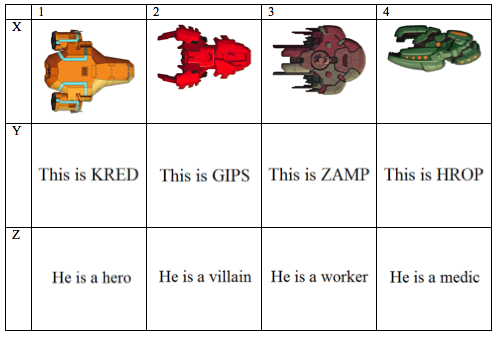 1 2 3 4
X
Y
This is KRED This is GIPS This is ZAMP This is HROP
Z
He is a hero He is a villain He is a worker He is a medic